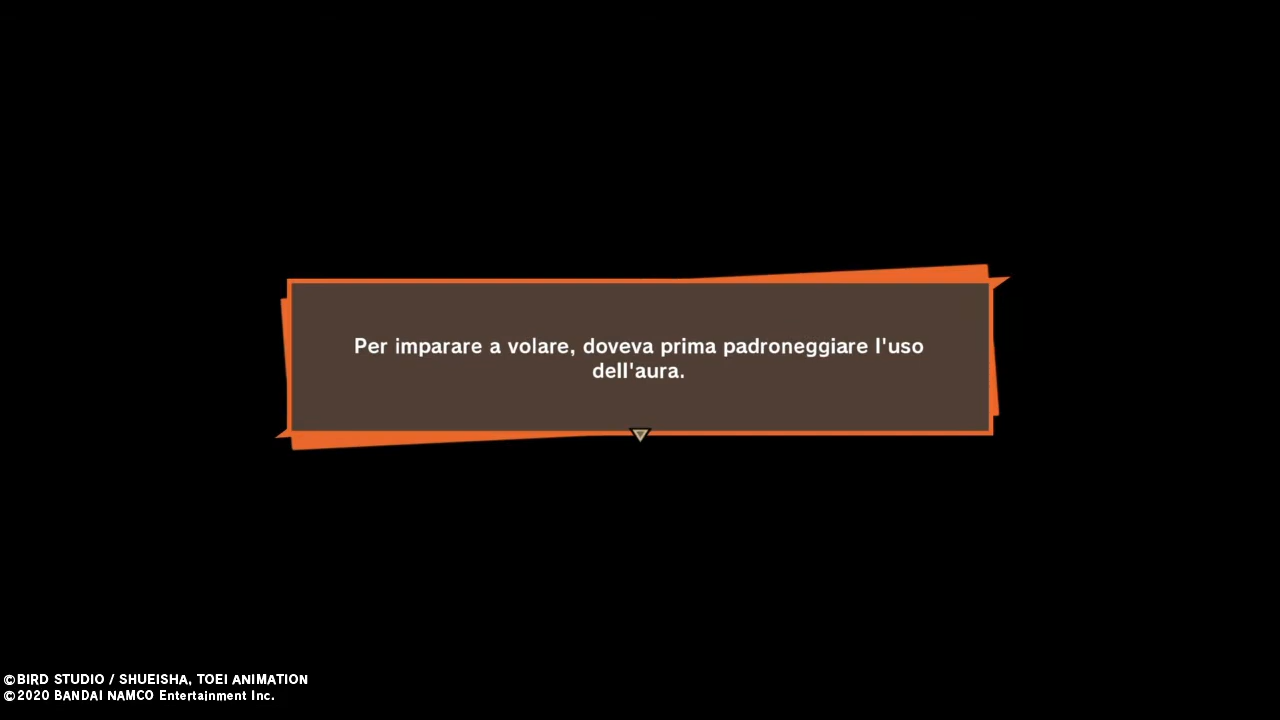 Per imparare a volare, doveva prima padroneggiare l'uso
dell'aura.
©BIRD STUDIO / SHUEISHA, TOEI ANIMATION
©2020 BANDAI NAMCO Entertainment Inc.